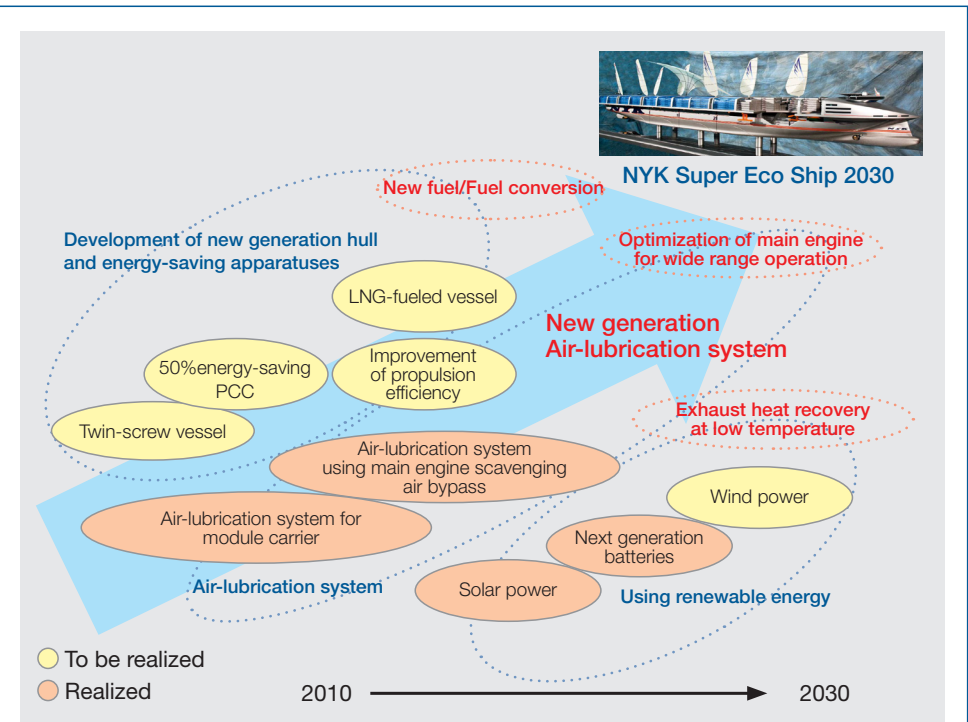 NYK Super Eco Ship 2030
New fuel/Fuel conversion
Development of new generation hull
and energy-saving apparatuses
Optimization of main engine
for wide range operation
LNG-fueled vessel
New generation
Air-lubrication system
50%energy-saving
PCC
Improvement
of propulsion
efficiency
Twin-screw vessel
Exhaust heat recovery
at low temperature
Air-lubrication system
using main engine scavenging
air bypass
Wind power
Air-lubrication system for
module carrier
Next generation
batteries
Air-lubrication system
Solar power
Using renewable energy
To be realized
Realized
2010
2030